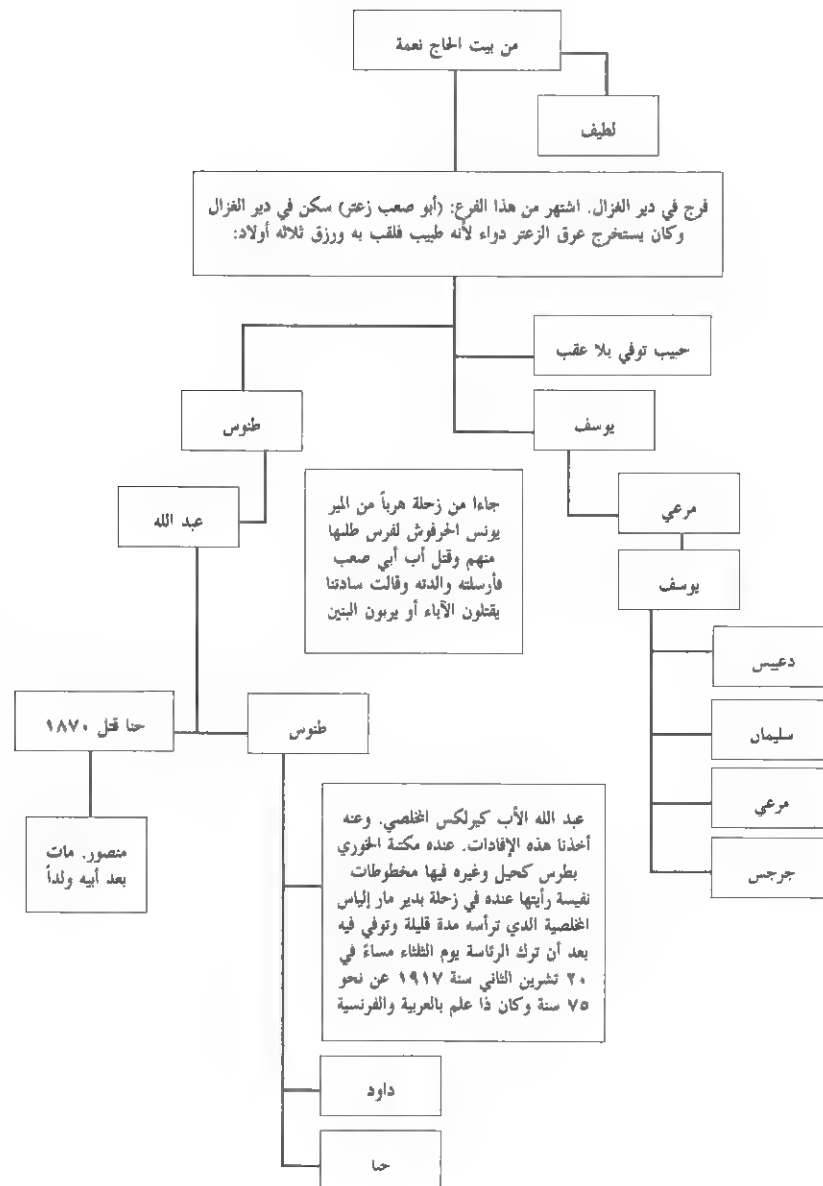 من بيت الحاج نعمة
لطيف
فرج في دير الغزال. اشتهر من هذا الفرع: (أبو صعب زعتر) سكن في دير الغزال
وكان يستخرج عرق الزعتر دواء لأنه طبيب فلقب به ورزق ثلاثه أولاد:
حبيب توفي بلا عقب
طنوس
يوسف
جاءا من زحلة هرباً من المير
يونس الحرفوش لفرس طلبها
منهم وقتل أب أبي صعب
فأرسلته والدته وقالت سادتنا
يقتلون الآباء أو يربون البنين
مرعي
عبد الله
يوسف
دعيبس
سليمان
مرعي
جرجس
حنا قتل ١٨٧٠
طنوس
منصور. مات
بعد أبيه ولداً
عبد الله الأب كيرلكس المخلصي. وعنه
أخذنا هذه الإفادات. عنده مكتبة الخوري
بطرس كحيل وغيره فيها مخطوطات
نفيسة رأيتها عنده في زحلة بدير مار إلياس
المخلصية الذي ترأسه مدة قليلة وتوفي فيه
بعد أن ترك الرئاسة يوم الثلثاء مساءً في
٢٠ تشرين الثاني سنة ١٩١٧ عن نحو
٧٥ سنة وكان ذا علم بالعربية والفرنسية
داود
حنا